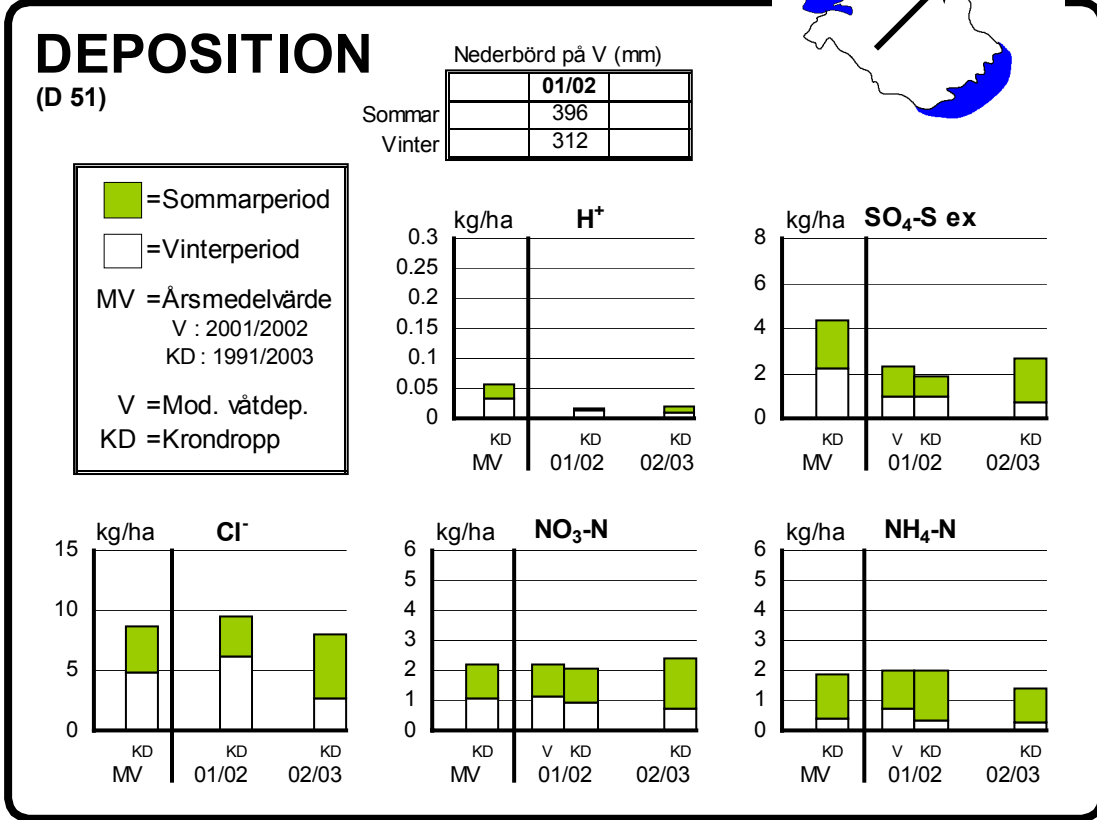 DEPOSITION
(D 51)
Nederbörd på V (mm)
01/02
Sommar 396
Vinter 312
=Sommarperiod
=Vinterperiod
MV =Årsmedelvärde
V : 2001/2002
KD : 1991/2003
V =Mod. våtdep.
KD =Krondropp
kg/ha H⁺
0.3
0.25
0.2
0.15
0.1
0.05
0
KD KD KD
MV 01/02 02/03
kg/ha SO₄-S ex
8
6
4
2
0
KD V KD KD
MV 01/02 02/03
kg/ha Cl⁻
15
10
5
0
KD KD KD
MV 01/02 02/03
kg/ha NO₃-N
6
5
4
3
2
1
0
KD V KD KD
MV 01/02 02/03
kg/ha NH₄-N
6
5
4
3
2
1
0
KD V KD KD
MV 01/02 02/03